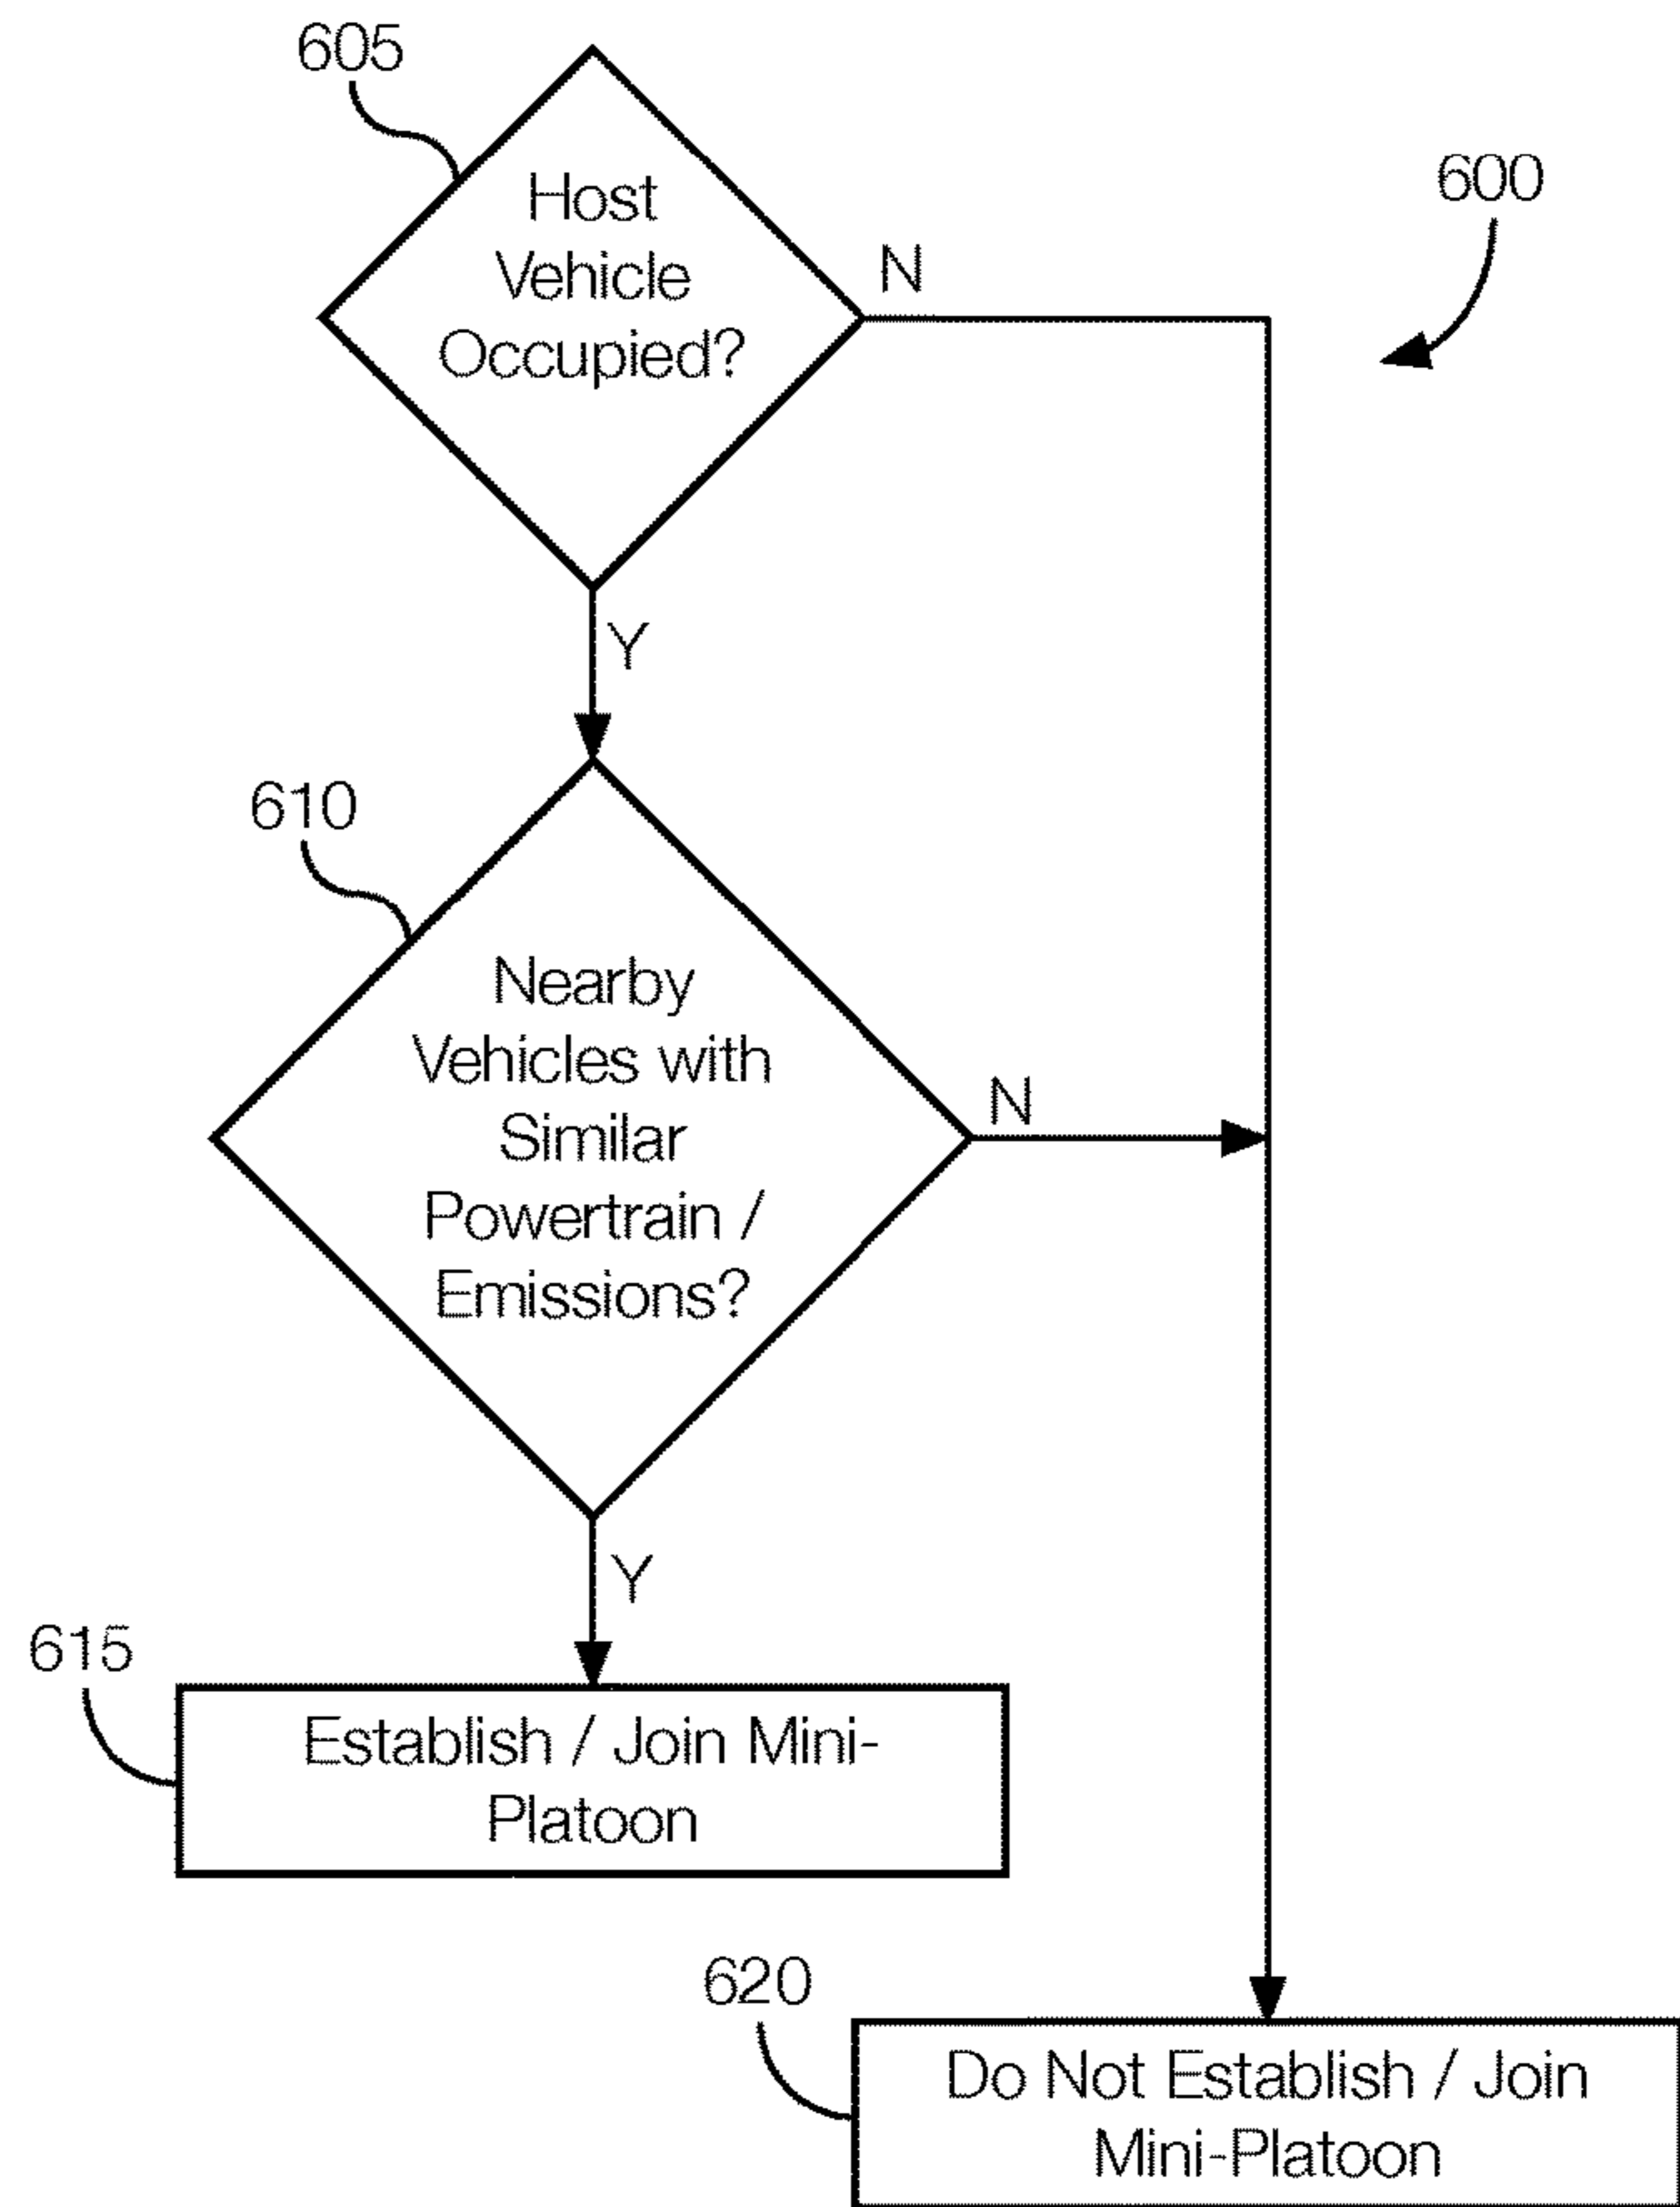 605
Host
Vehicle
Occupied?
N
600
Y
610
Nearby
Vehicles with
Similar
Powertrain /
Emissions?
N
Y
615
Establish / Join Mini-
Platoon
620
Do Not Establish / Join
Mini-Platoon